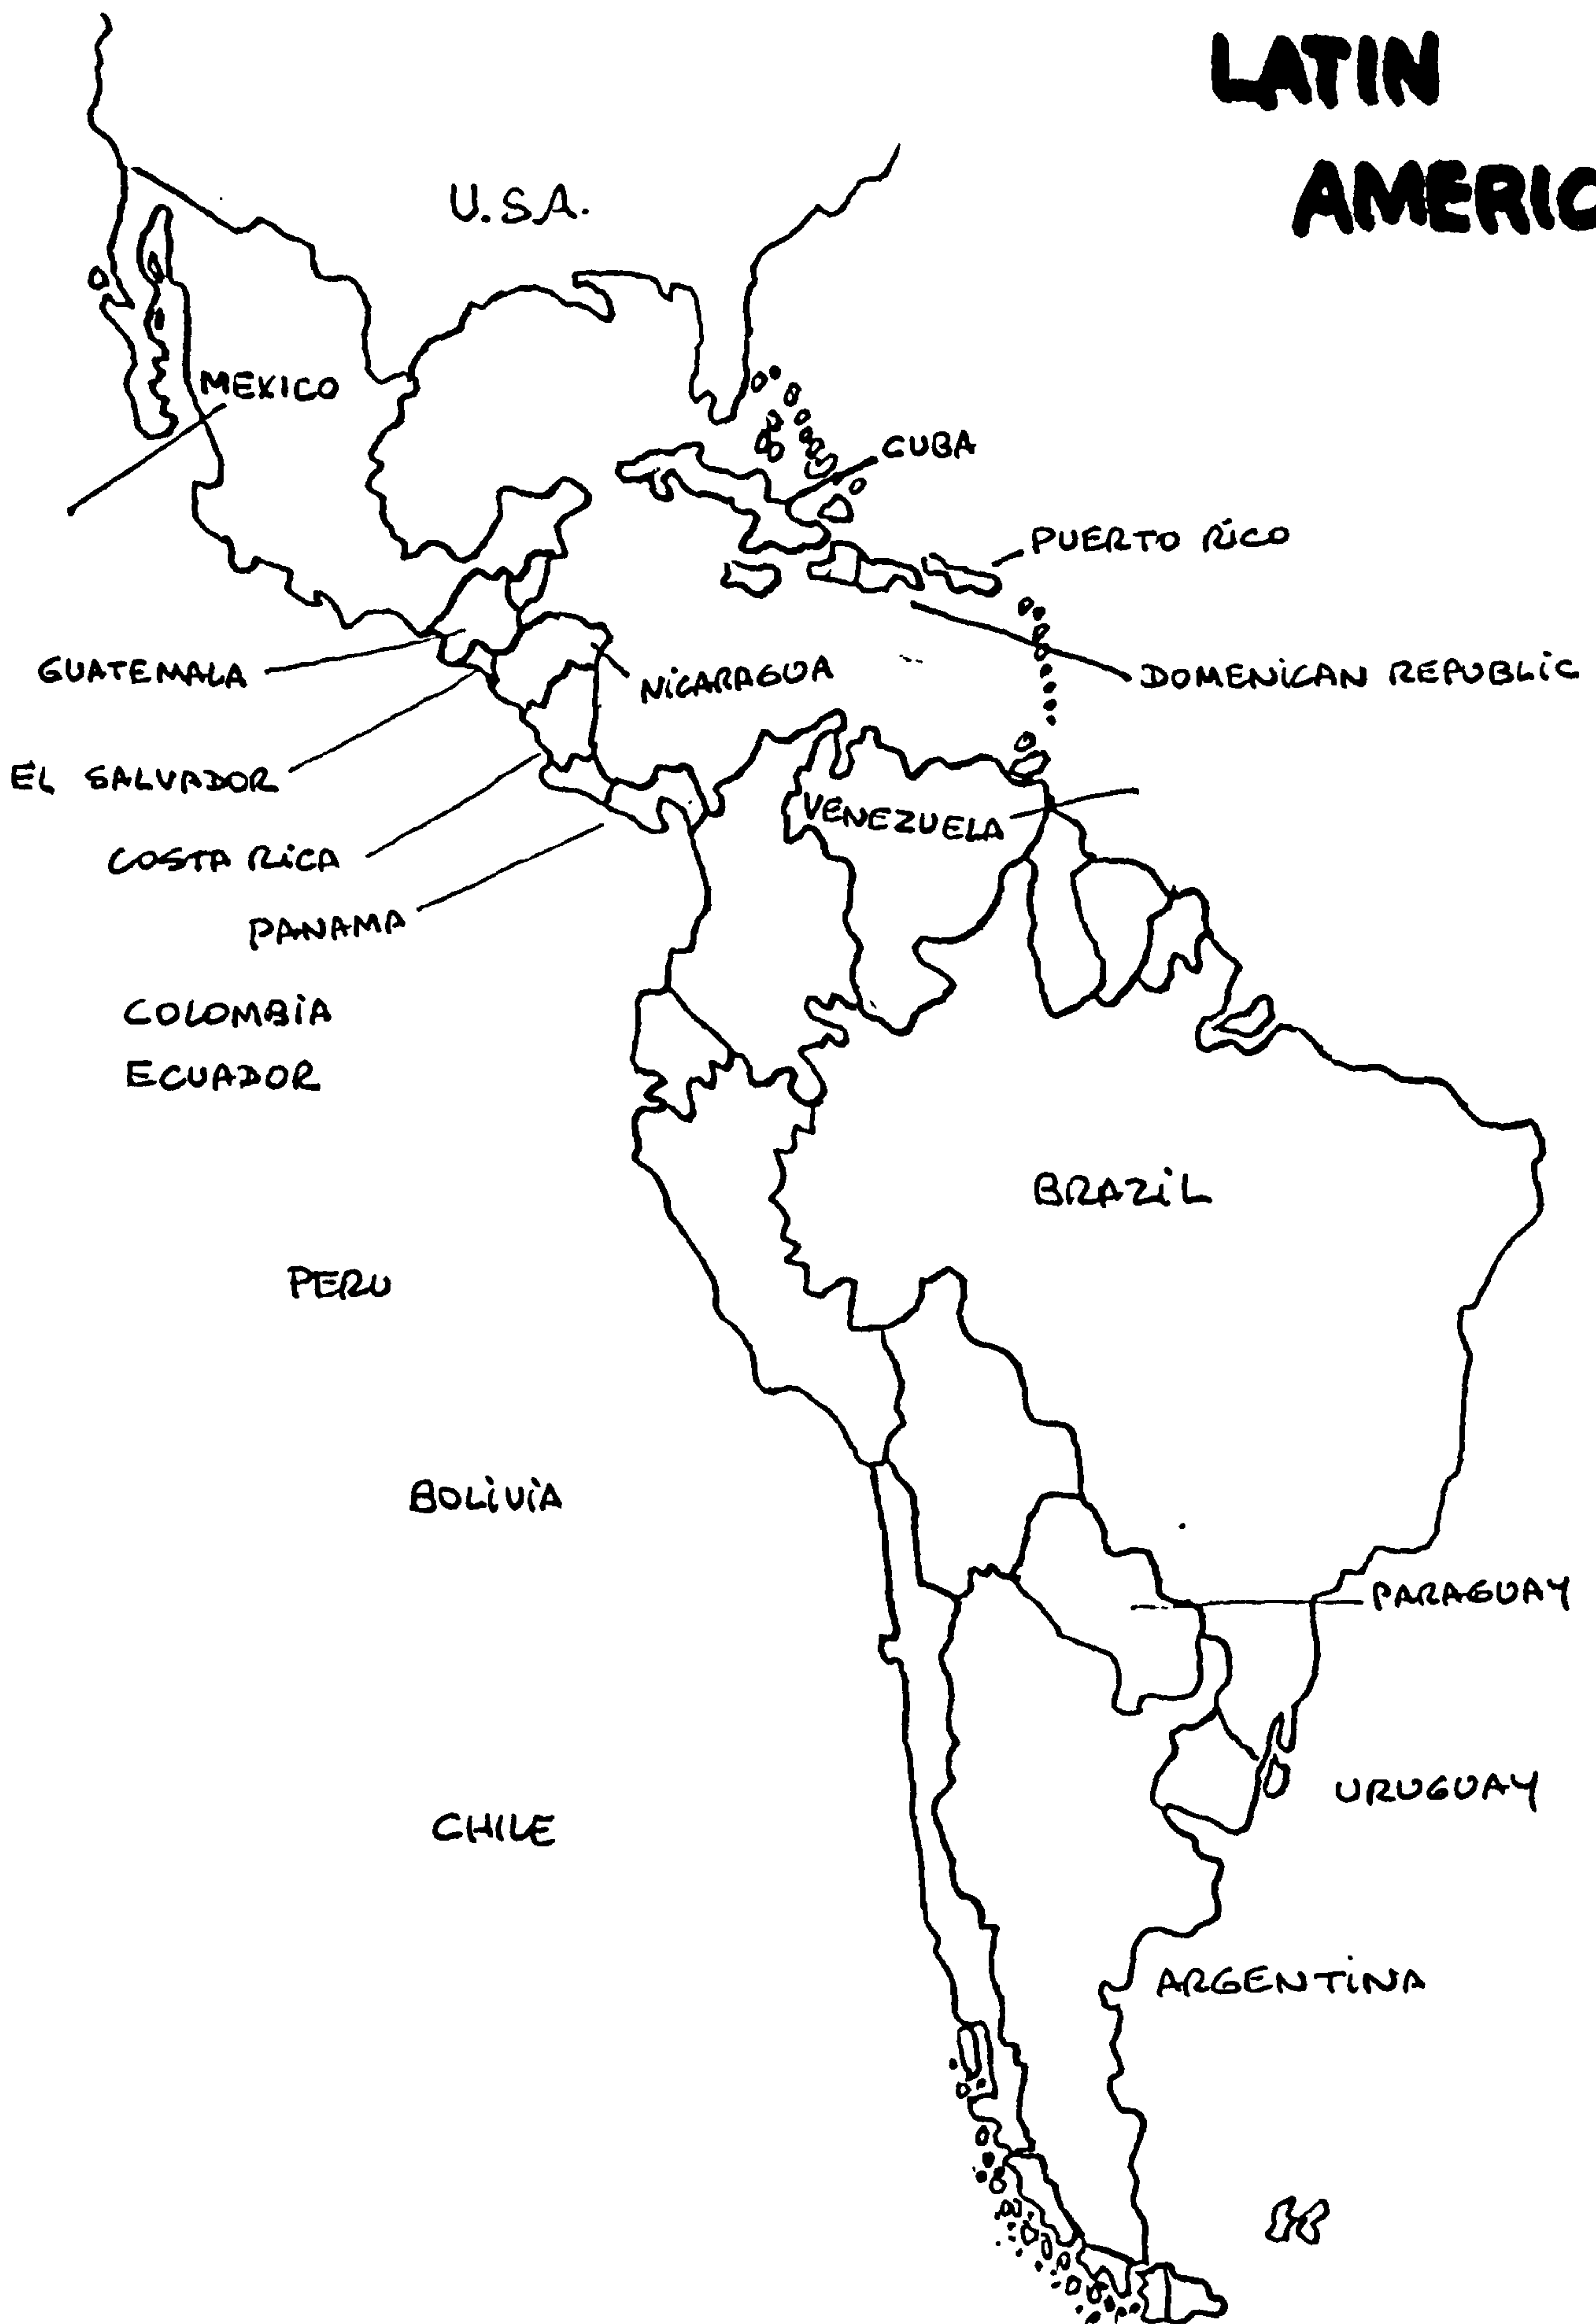 LATIN
AMERIC
U.S.A.
MEXICO
CUBA
PUERTO RICO
GUATEMALA
NICARAGUA
DOMENICAN REPUBLIC
EL SALVADOR
VENEZUELA
COSTA RICA
PANAMA
COLOMBIA
ECUADOR
BRAZIL
PERU
BOLIVIA
PARAGUAY
URUGUAY
CHILE
ARGENTINA